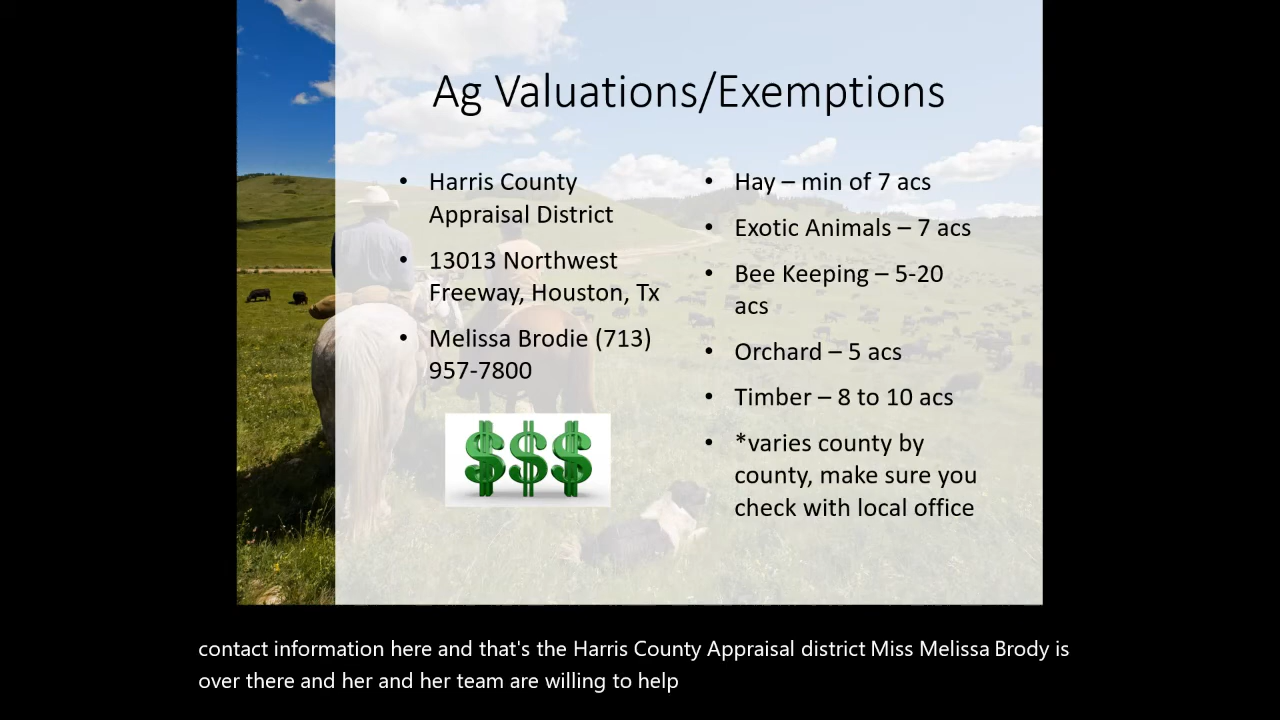 Ag Valuations/Exemptions
• Harris County
Appraisal District
• 13013 Northwest
Freeway, Houston, Tx
• Melissa Brodie (713)
957-7800
$$$
• Hay – min of 7 acs
• Exotic Animals – 7 acs
• Bee Keeping – 5-20
acs
• Orchard – 5 acs
• Timber – 8 to 10 acs
• *varies county by
county, make sure you
check with local office
contact information here and that's the Harris County Appraisal district Miss Melissa Brody is
over there and her and her team are willing to help